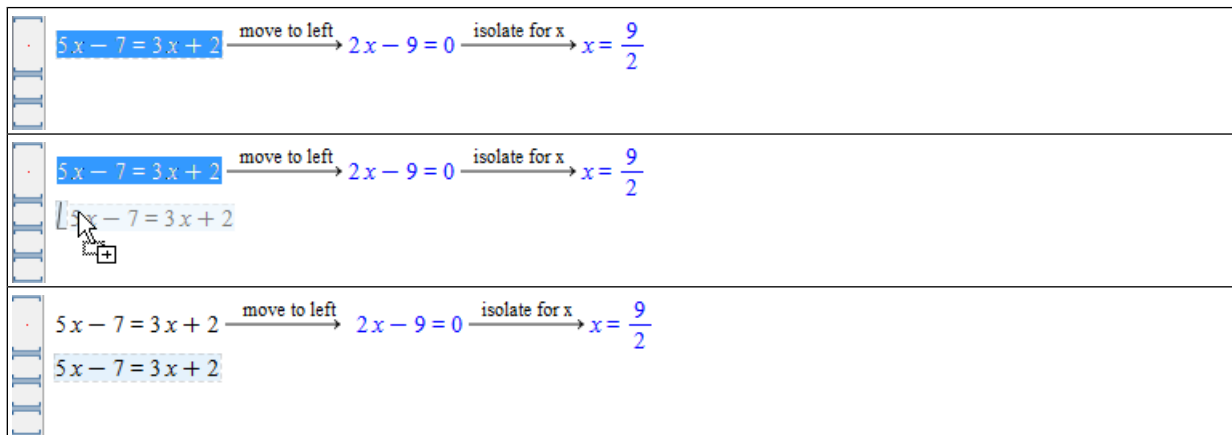 5x − 7 = 3x + 2 move to left → 2x − 9 = 0 isolate for x → x = 9/2
5x − 7 = 3x + 2 move to left → 2x − 9 = 0 isolate for x → x = 9/2
5x − 7 = 3x + 2
5x − 7 = 3x + 2 move to left → 2x − 9 = 0 isolate for x → x = 9/2
5x − 7 = 3x + 2